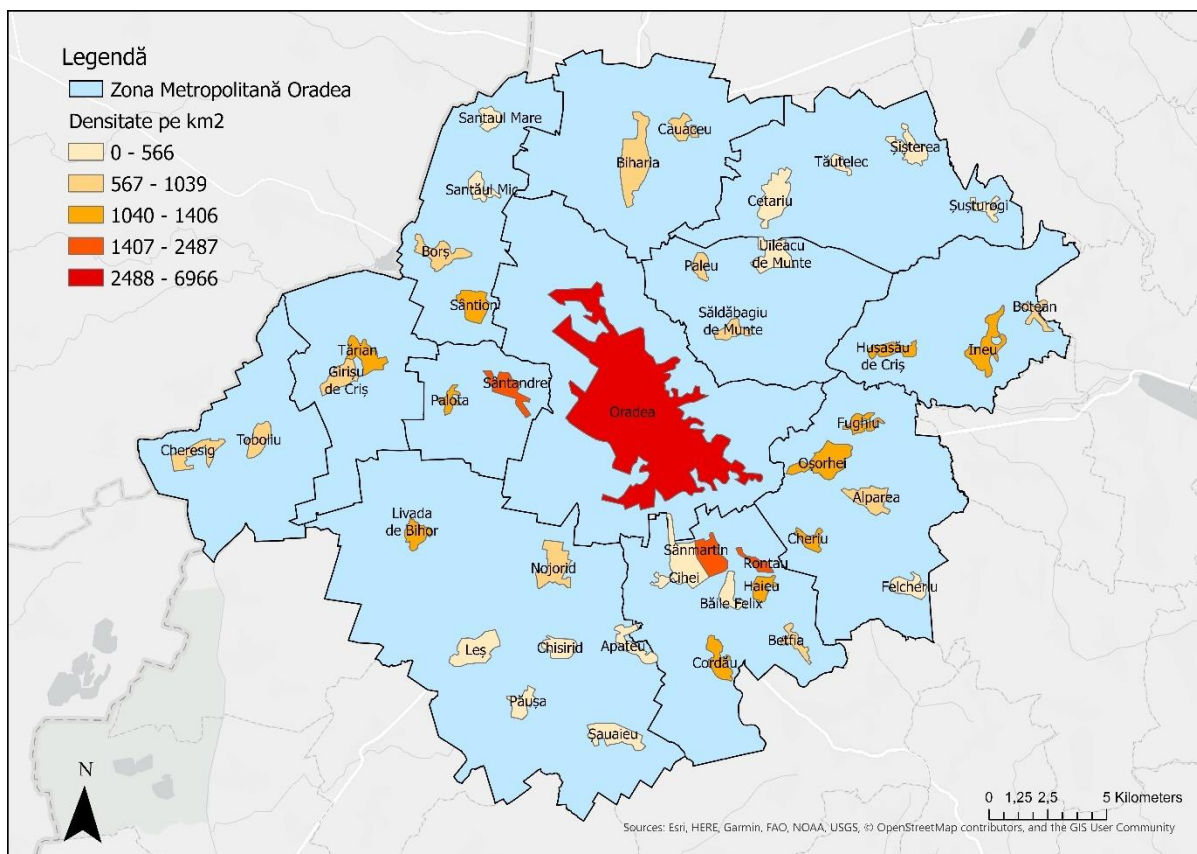 Legendă
Zona Metropolitană Oradea
Densitate pe km2
0 - 566
567 - 1039
1040 - 1406
1407 - 2487
2488 - 6966
Santaul Mare
Căuaceu
Biharia
Șișterea
Tăutelec
Santăul Mic
Cetariu
Șușturogi
Borș
Uileacu
de Munte
Paleu
Sântion
Săldăbagiu
de Munte
Botean
Husasău
de Criș
Ineu
Tărian
Girișu
de Criș
Palota
Sântandrei
Oradea
Fughiu
Toboliu
Cheresig
Oșorhei
Alparea
Livada
de Bihor
Cheriu
Sânmartin
Rontau
Nojorid
Cihei
Haieu
Felcheriu
Băile Felix
Leș
Chisirid
Apateu
Betfia
Cordău
Păușa
Șauaieu
N
0 1,25 2,5 5 Kilometers
Sources: Esri, HERE, Garmin, FAO, NOAA, USGS, © OpenStreetMap contributors, and the GIS User Community